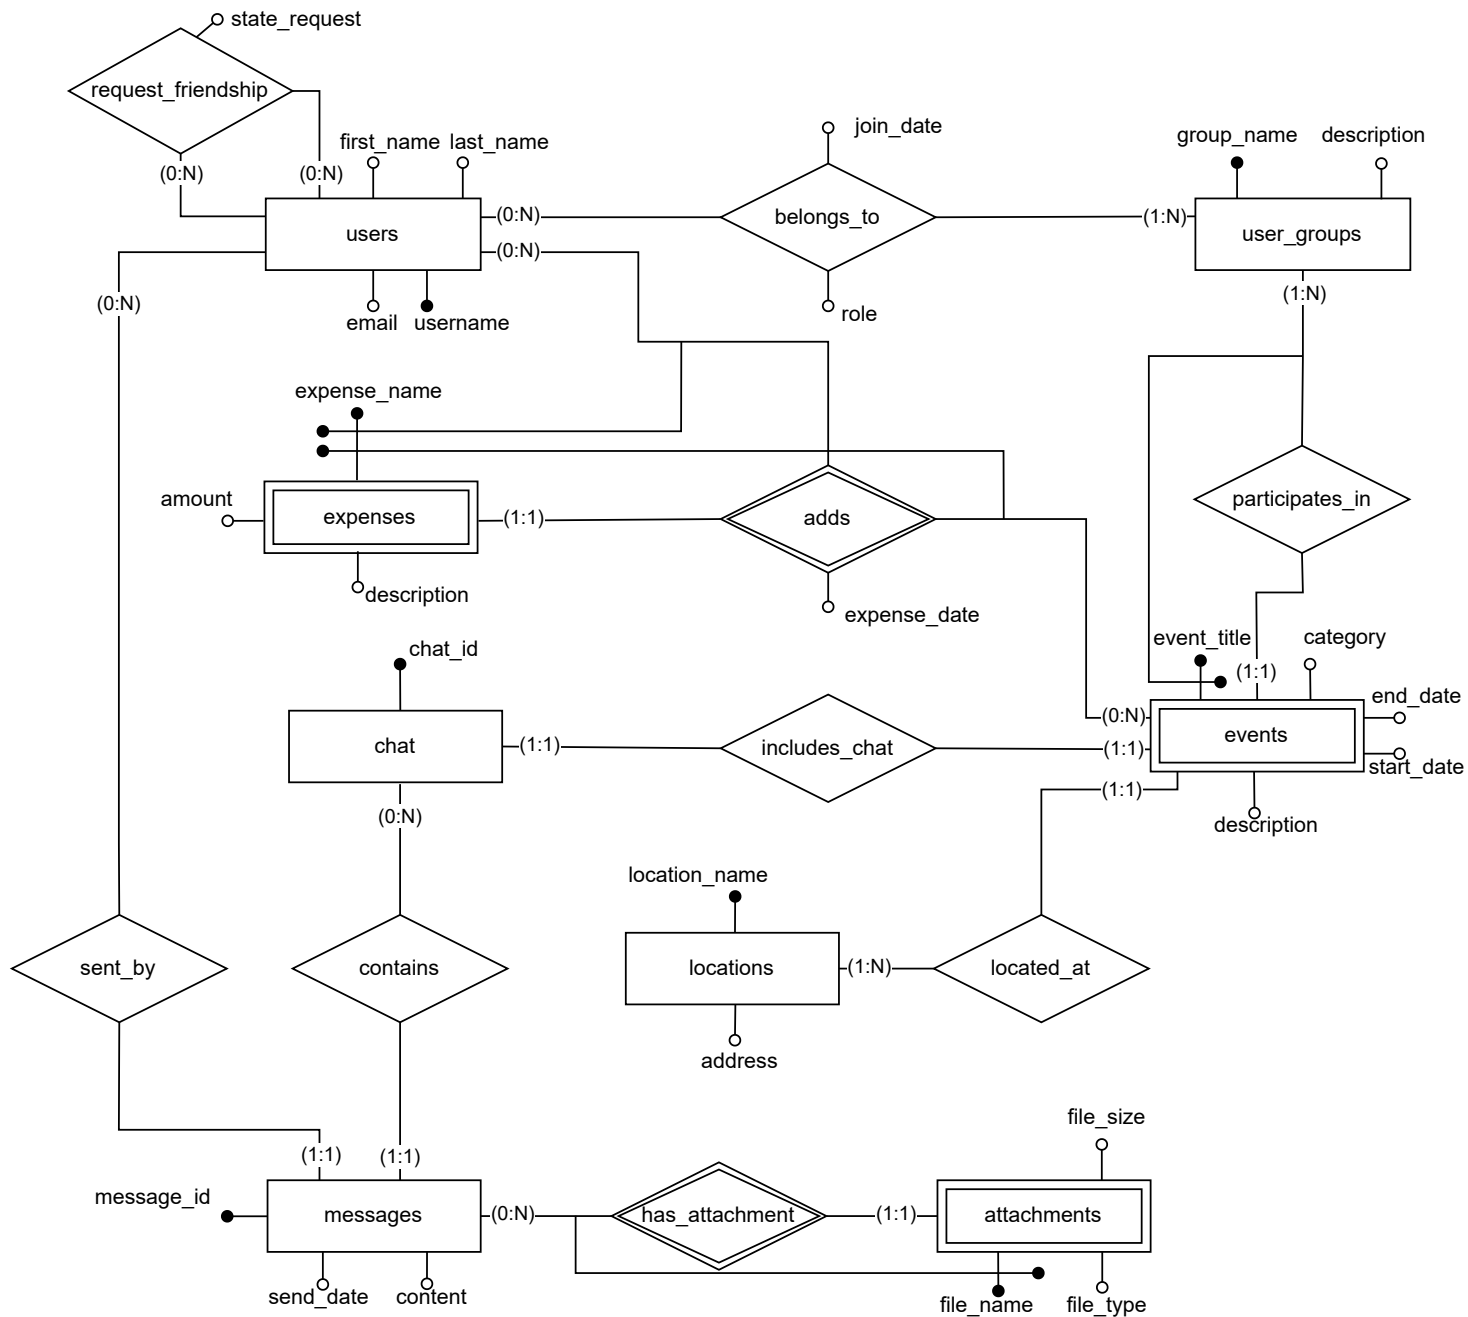 state_request
request_friendship
(0:N)
(0:N)
first_name
last_name
users
email
username
(0:N)
(0:N)
(0:N)
join_date
belongs_to
role
(1:N)
group_name
description
user_groups
(1:N)
participates_in
expense_name
amount
expenses
description
(1:1)
adds
expense_date
event_title
category
(1:1)
end_date
(0:N)
events
(1:1)
start_date
(1:1)
description
chat_id
chat
(1:1)
includes_chat
(0:N)
location_name
locations
(1:N)
located_at
address
sent_by
contains
(1:1)
(1:1)
message_id
messages
send_date
content
(0:N)
has_attachment
(1:1)
file_size
attachments
file_name
file_type